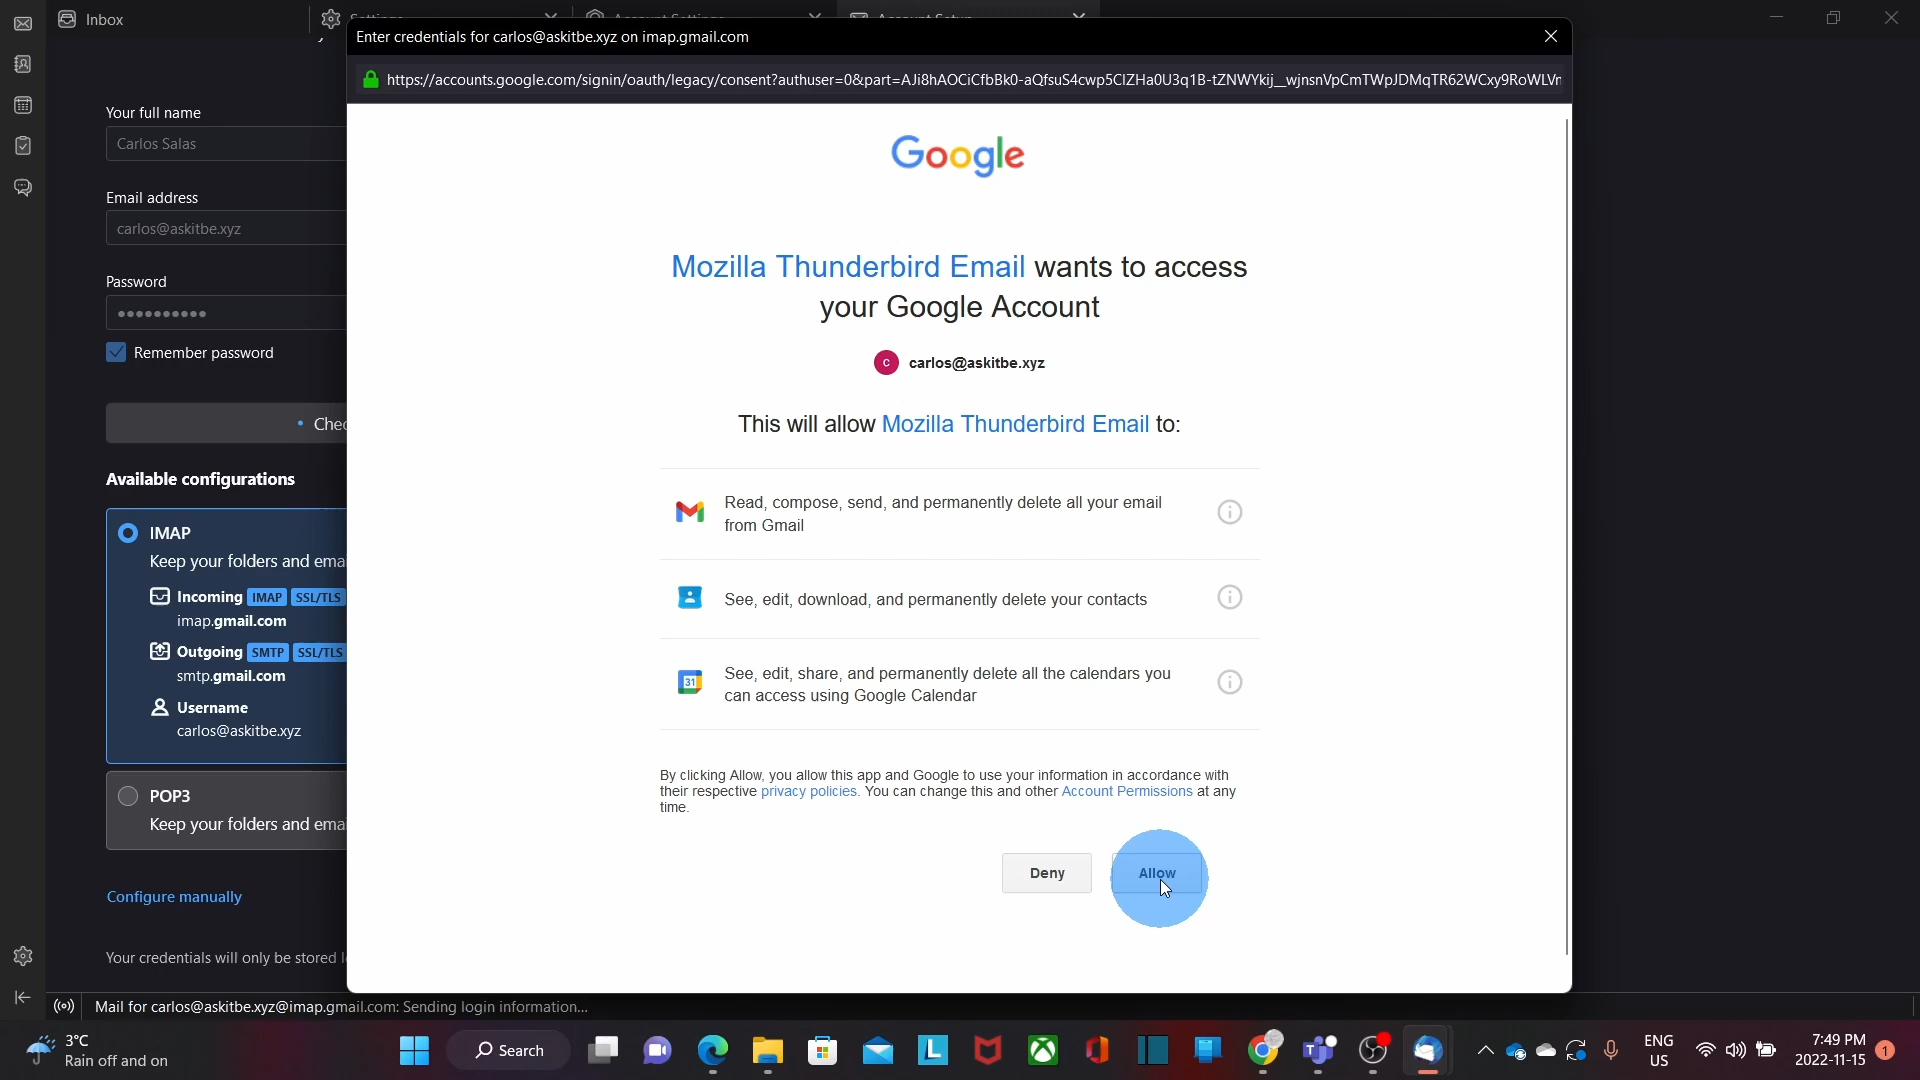 Inbox
Enter credentials for carlos@askitbe.xyz on imap.gmail.com
https://accounts.google.com/signin/oauth/legacy/consent?authuser=0&part=AJi8hAOCiCfbBk0-aQfsuS4cwp5ClZHa0U3q1B-tZNWYkij__wjnsnVpCmTWpJDMqTR62WCxy9RoWLVr
Your full name
Carlos Salas
Email address
carlos@askitbe.xyz
Password
Remember password
Available configurations
IMAP
Keep your folders and emai
Incoming IMAP SSL/TLS
imap.gmail.com
Outgoing SMTP SSL/TLS
smtp.gmail.com
Username
carlos@askitbe.xyz
POP3
Keep your folders and emai
Configure manually
Your credentials will only be stored l
Google
Mozilla Thunderbird Email wants to access
your Google Account
C carlos@askitbe.xyz
This will allow Mozilla Thunderbird Email to:
Read, compose, send, and permanently delete all your email
from Gmail
See, edit, download, and permanently delete your contacts
31
See, edit, share, and permanently delete all the calendars you
can access using Google Calendar
By clicking Allow, you allow this app and Google to use your information in accordance with
their respective privacy policies. You can change this and other Account Permissions at any
time.
Deny Allow
Mail for carlos@askitbe.xyz@imap.gmail.com: Sending login information...
3°C
Rain off and on
Search
L
ENG
US
7:49 PM
2022-11-15
1